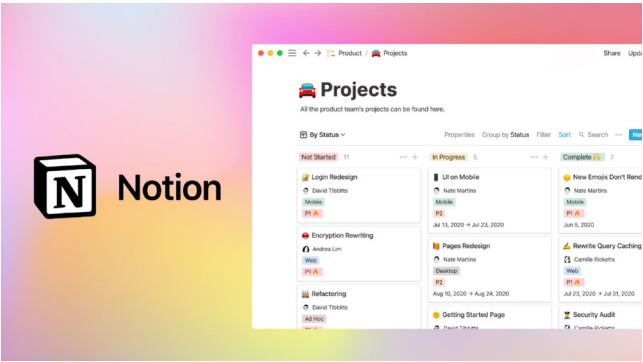 N
Notion
Product / Projects
Share
Projects
All the product team's projects can be found here.
By Status
Properties Group by Status Filter Sort Search
Not Started 11
Login Redesign
David Tibbitts
Mobile
P1
Encryption Rewriting
Andrea Lim
Web
P1
Refactoring
David Tibbitts
Ad Hoc
In Progress 5
UI on Mobile
Nate Martins
Mobile
P2
Jul 13, 2020 → Jul 23, 2020
Pages Redesign
Nate Martins
Desktop
P2
Aug 10, 2020 → Aug 24, 2020
Getting Started Page
David Tibbitts
Complete 7
New Emojis Don't Rend
Nate Martins
Mobile
P1
Jun 5, 2020
Rewrite Query Caching
Camille Ricketts
Web
P1
Jul 23, 2020 → Jul 31, 2020
Security Audit
Camille Ricketts